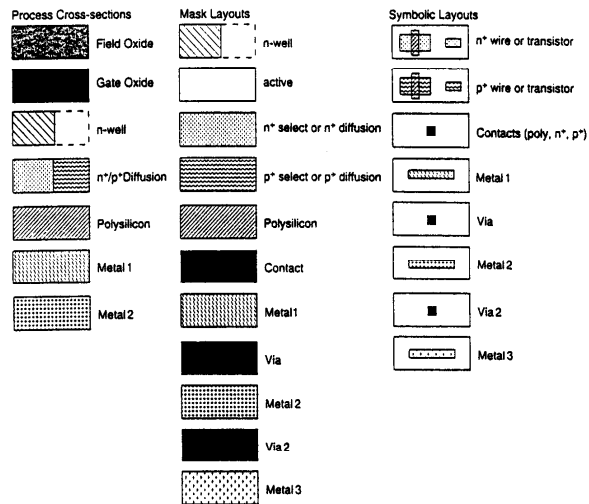 Process Cross-sections
Field Oxide
Gate Oxide
n-well
n+/p+Diffusion
Polysilicon
Metal 1
Metal 2
Mask Layouts
n-well
active
n+ select or n+ diffusion
p+ select or p+ diffusion
Polysilicon
Contact
Metal1
Via
Metal 2
Via 2
Metal 3
Symbolic Layouts
n+ wire or transistor
p+ wire or transistor
Contacts (poly, n+, p+)
Metal 1
Via
Metal 2
Via 2
Metal 3